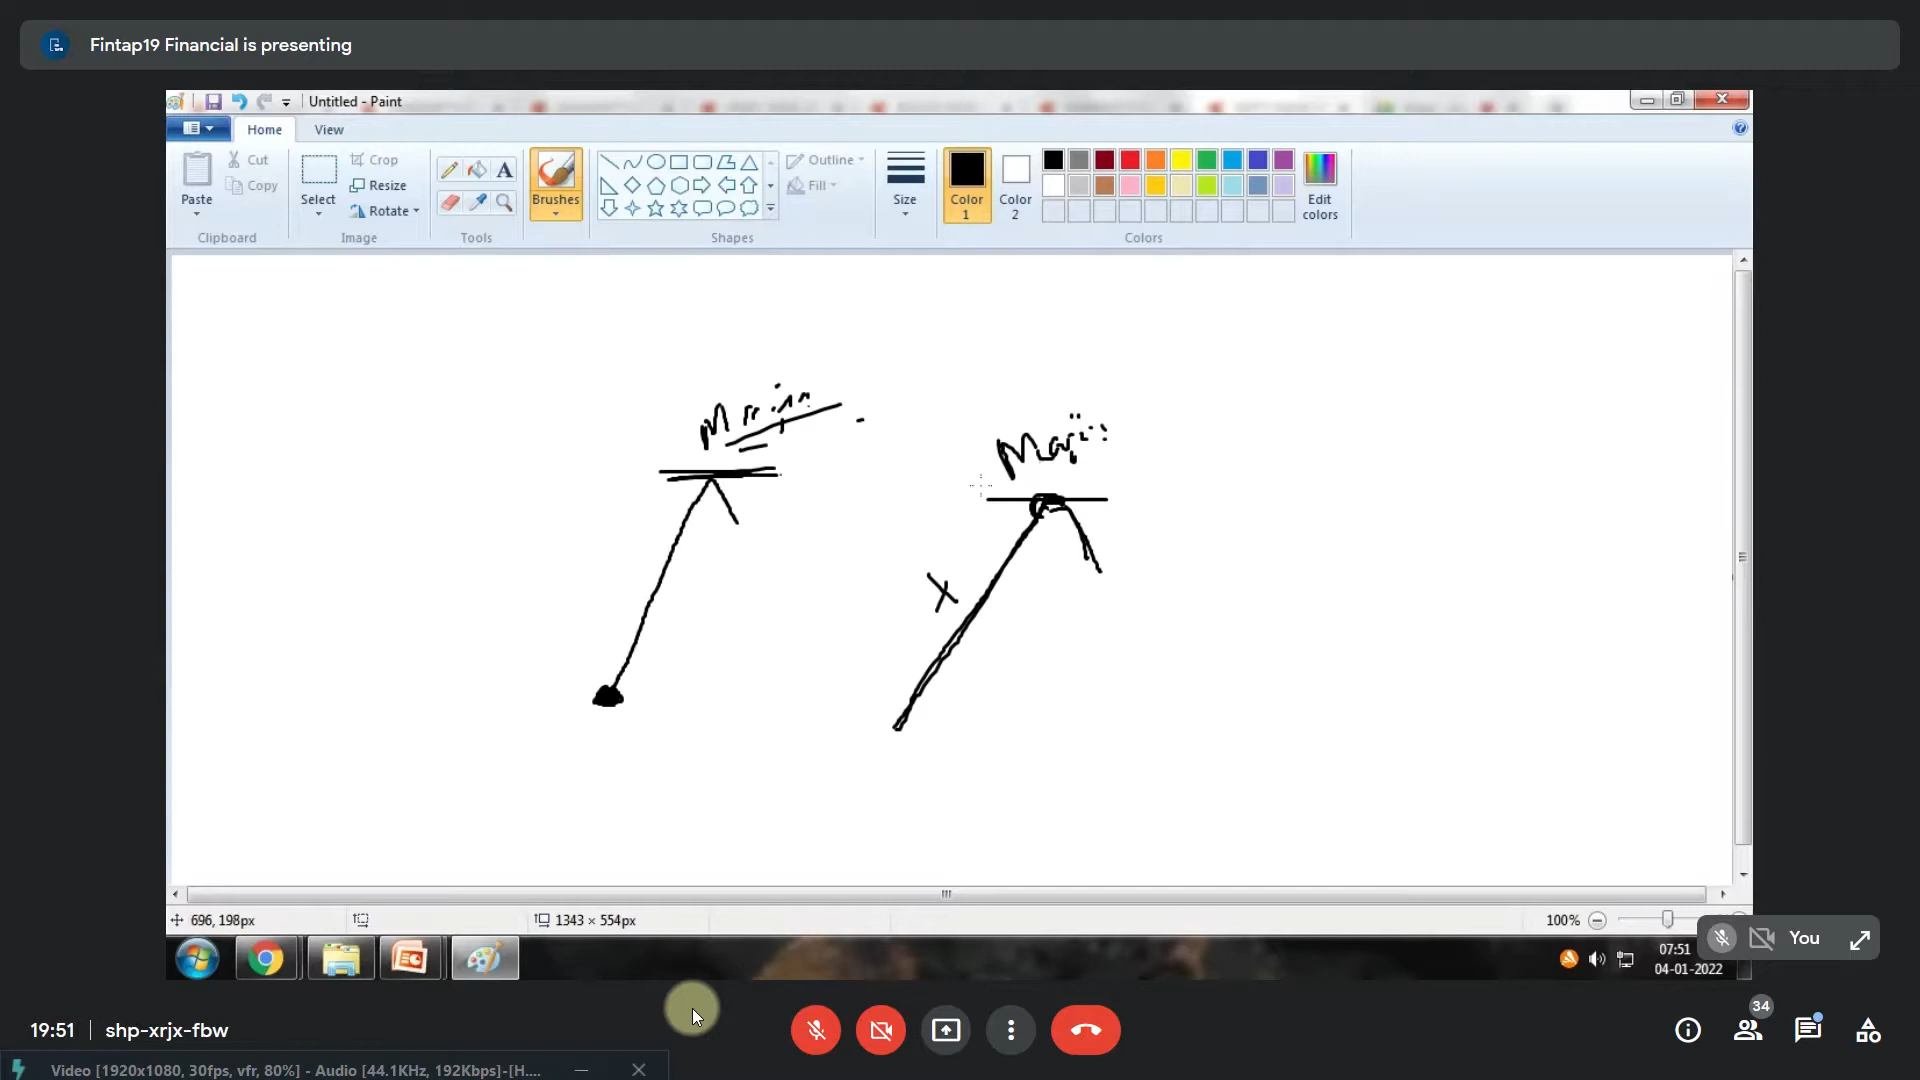 Fintap19 Financial is presenting
Untitled - Paint
Home View
Paste
Cut
Copy
Clipboard
Select
Crop
Resize
Rotate
Image
A
Tools
Brushes
Shapes
Outline
Fill
Size
Color 1
Color 2
Edit colors
Colors
X
696, 198px
1343 × 554px
100%
You
07:51
04-01-2022
34
19:51 | shp-xrjx-fbw
Video [1920x1080, 30fps, vfr, 80%] - Audio [44.1KHz, 192Kbps]-[H....